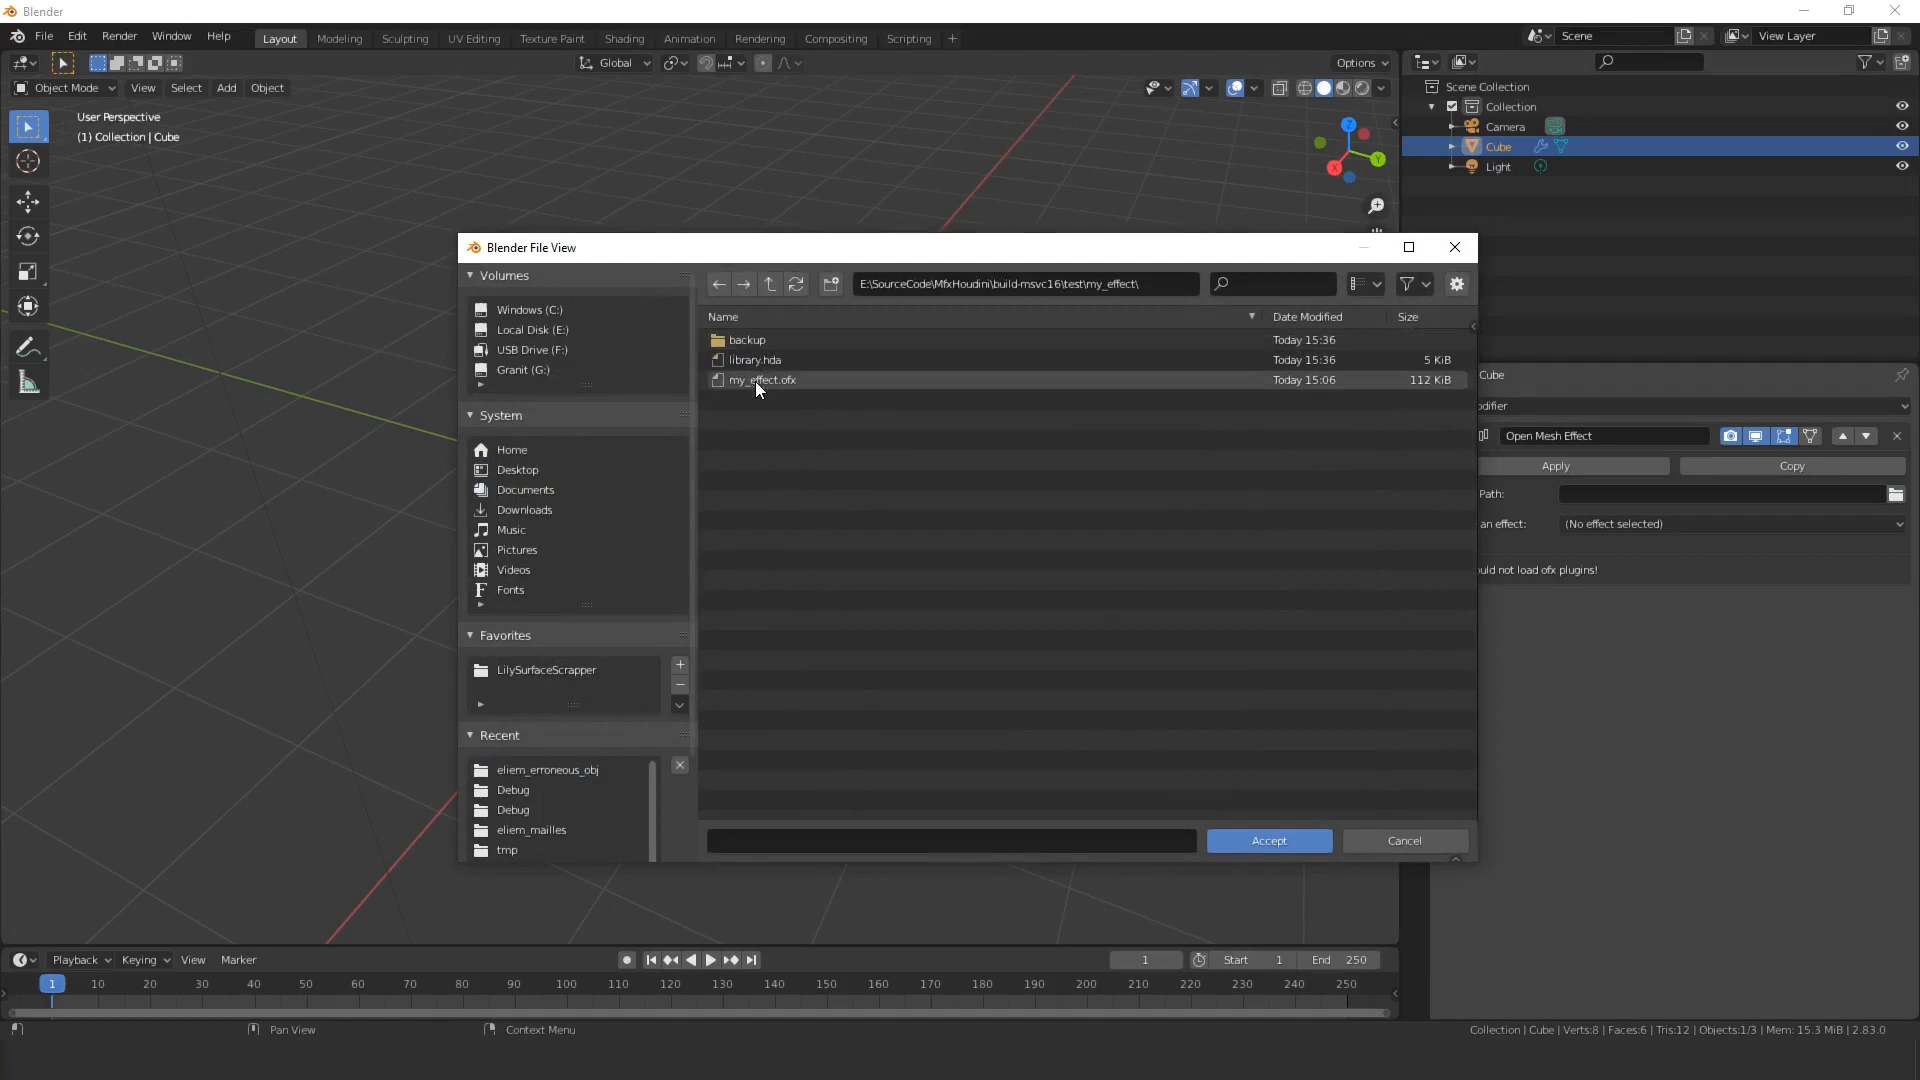 Blender
File Edit Render Window Help Layout Modeling Sculpting UV Editing Texture Paint Shading Animation Rendering Compositing Scripting + Scene View Layer
Global Options
Object Mode View Select Add Object
User Perspective
(1) Collection | Cube
Z
Y
X
Scene Collection
Collection
Camera
Cube
Light
Blender File View
Volumes
Windows (C:)
Local Disk (E:)
USB Drive (F:)
Granit (G:)
System
Home
Desktop
Documents
Downloads
Music
Pictures
Videos
Fonts
Favorites
LilySurfaceScrapper
Recent
eliem_erroneous_obj
Debug
Debug
eliem_mailles
tmp
E:\SourceCode\MfxHoudini\build-msvc16\test\my_effect\
Name Date Modified Size
backup Today 15:36
library.hda Today 15:36 5 KiB
my_effect.ofx Today 15:06 112 KiB
Accept Cancel
Cube
difier
Open Mesh Effect
Apply Copy
Path:
an effect: (No effect selected)
uld not load ofx plugins!
Playback Keying View Marker 1 Start 1 End 250
1 10 20 30 40 50 60 70 80 90 100 110 120 130 140 150 160 170 180 190 200 210 220 230 240 250
Pan View Context Menu Collection | Cube | Verts:8 | Faces:6 | Tris:12 | Objects:1/3 | Mem: 15.3 MiB | 2.83.0